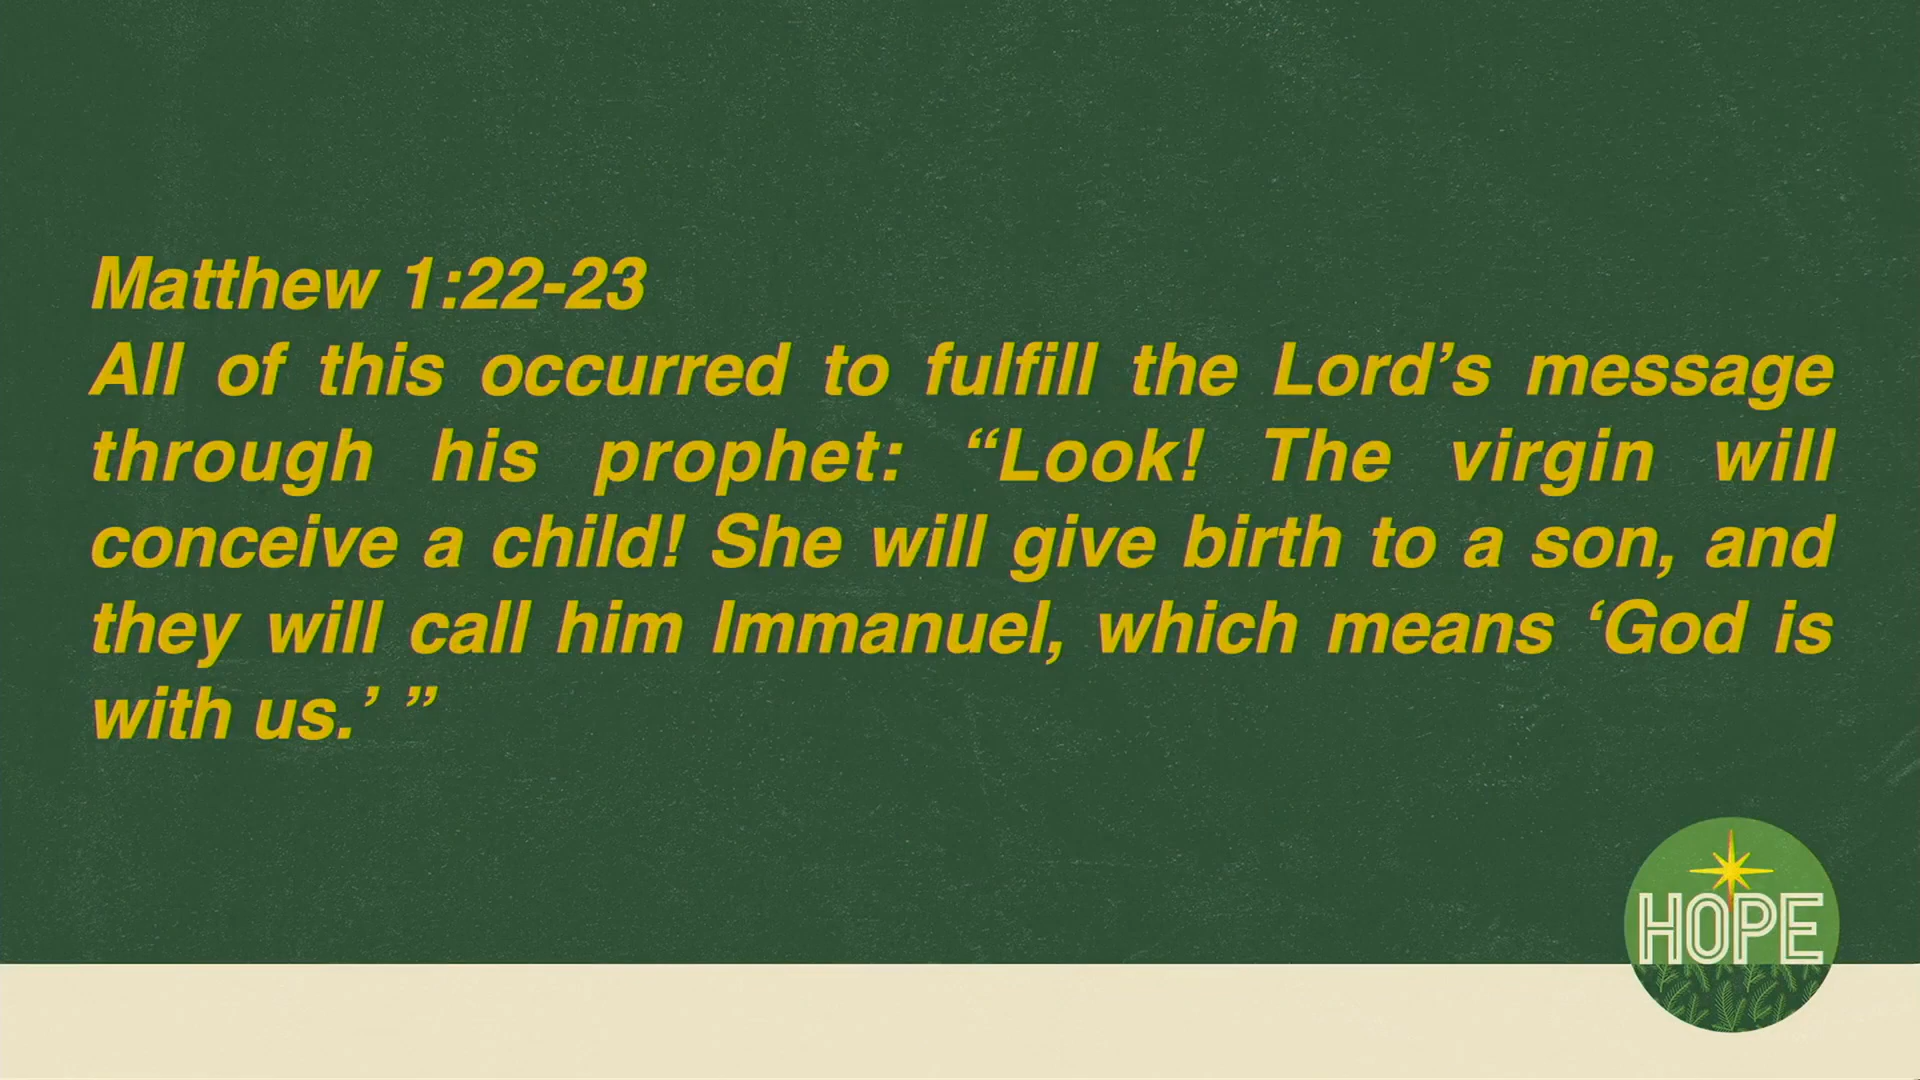 Matthew 1:22-23
All of this occurred to fulfill the Lord’s message
through his prophet: “Look! The virgin will
conceive a child! She will give birth to a son, and
they will call him Immanuel, which means ‘God is
with us.’ ”
HOPE